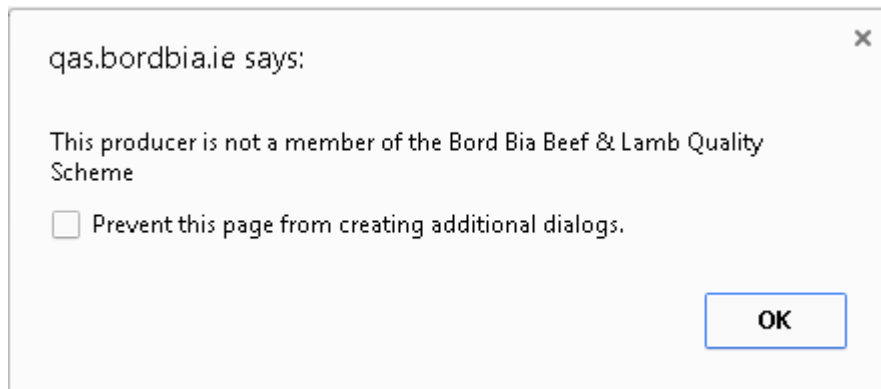 qas.bordbia.ie says:
This producer is not a member of the Bord Bia Beef & Lamb Quality
Scheme
Prevent this page from creating additional dialogs.
OK